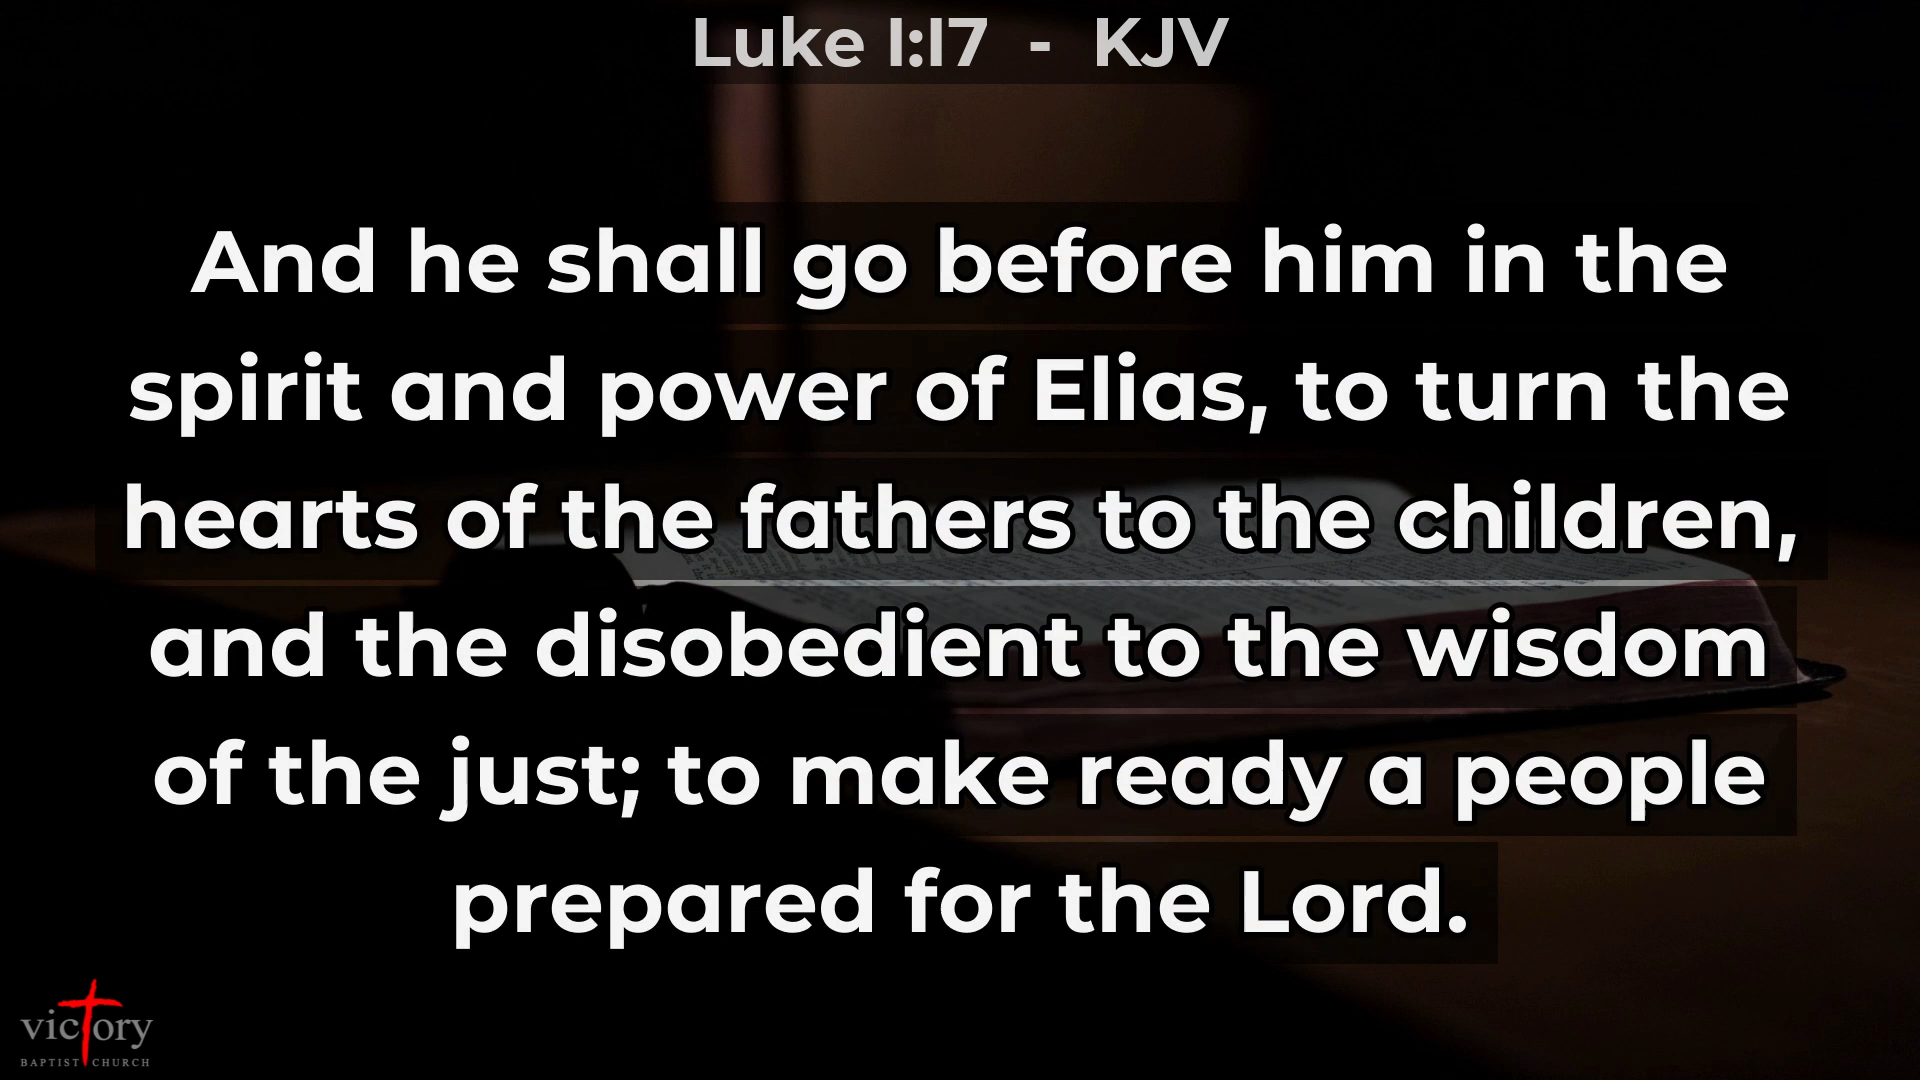 Luke 1:17 - KJV
And he shall go before him in the
spirit and power of Elias, to turn the
hearts of the fathers to the children,
and the disobedient to the wisdom
of the just; to make ready a people
prepared for the Lord.
victory
BAPTIST CHURCH